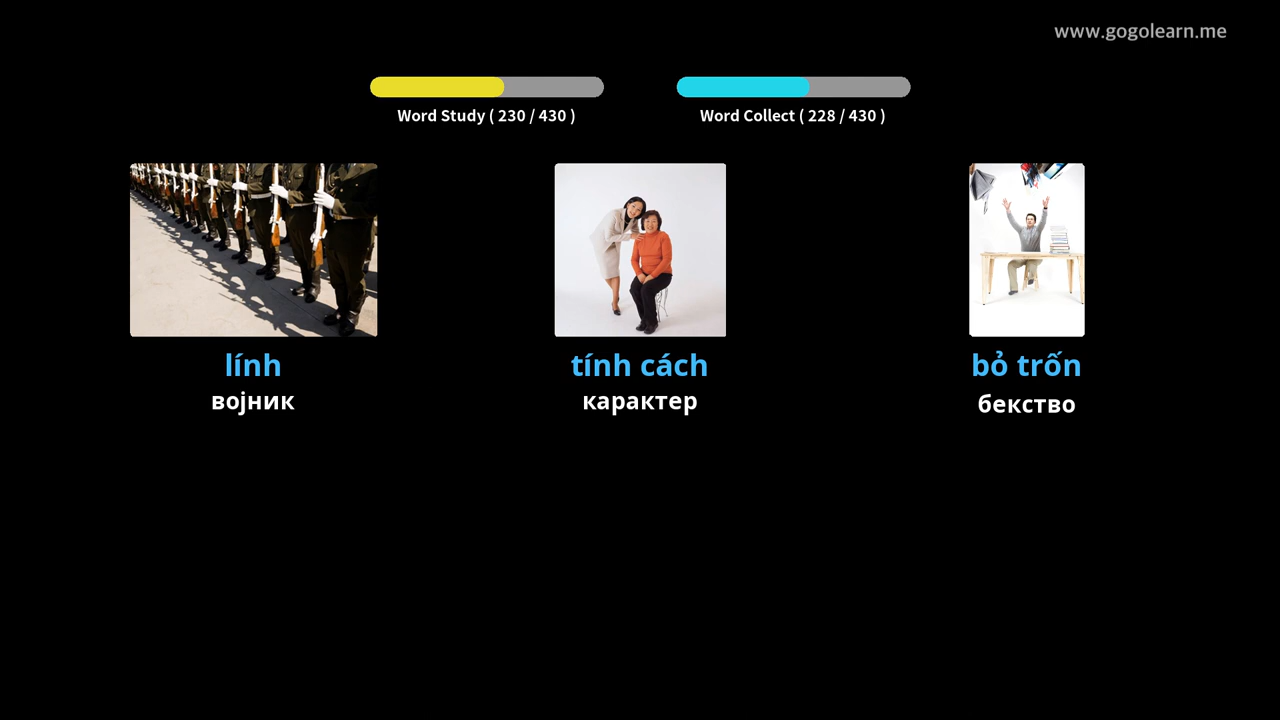 www.gogolearn.me
Word Study ( 230 / 430 )
Word Collect ( 228 / 430 )
lính
војник
tính cách
карактер
bỏ trốn
бекство